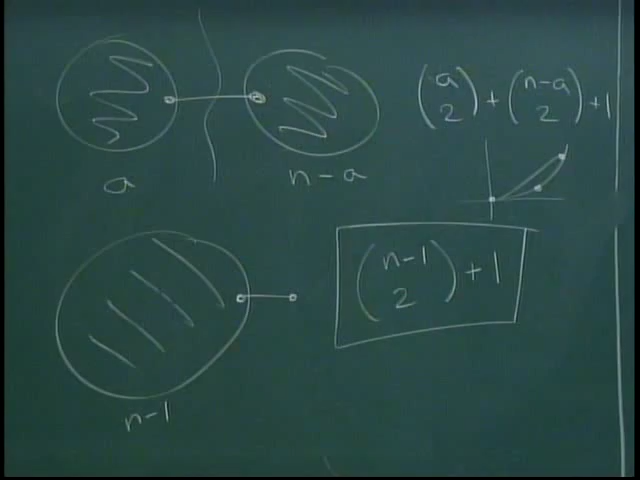 a
n - a
(a 2) + (n-a 2) + 1
n-1
(n-1 2) + 1